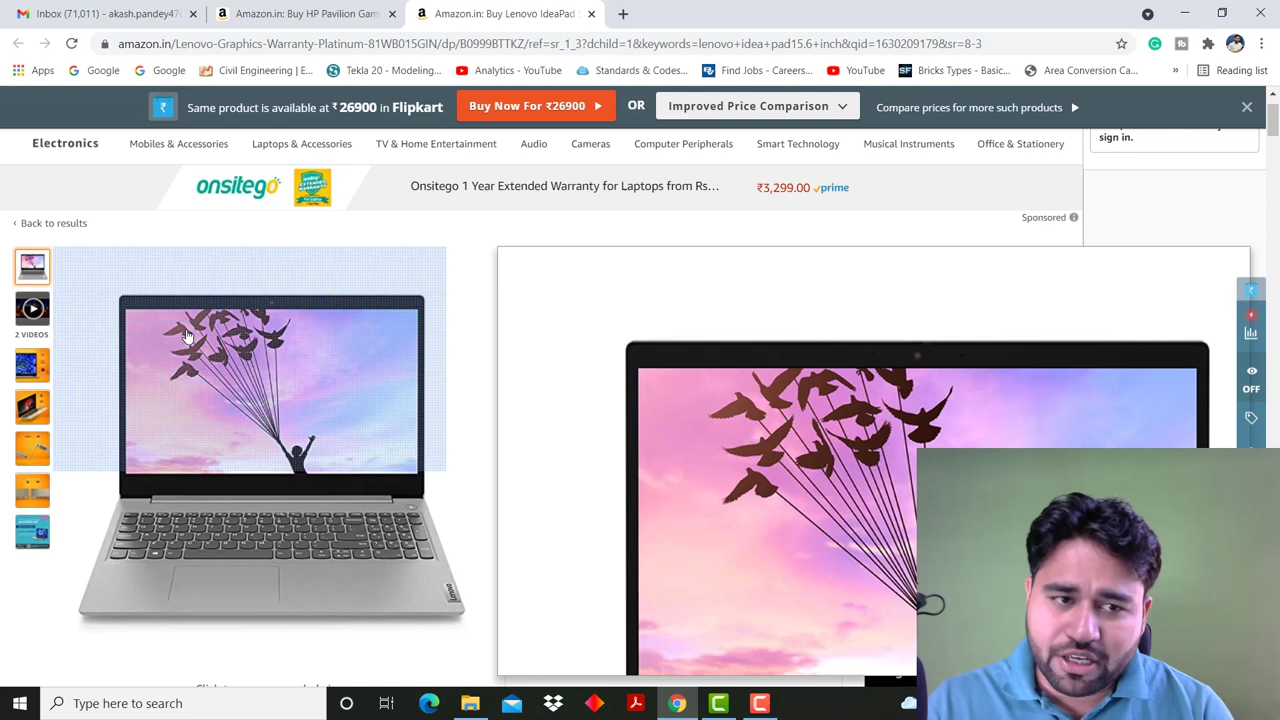 Inbox (71,011) - akash.pandey47
Amazon.in: Buy HP Pavilion Gam
Amazon.in: Buy Lenovo IdeaPad
amazon.in/Lenovo-Graphics-Warranty-Platinum-81WB015GIN/dp/B0999BTTKZ/ref=sr_1_3?dchild=1&keywords=lenovo+idea+pad15.6+inch&qid=1630209179&sr=8-3
Apps
Google
Google
Civil Engineering | E...
Tekla 20 - Modeling...
Analytics - YouTube
Standards & Codes...
Find Jobs - Careers...
YouTube
SF
Bricks Types - Basic...
Area Conversion Ca...
»
Reading list
Same product is available at ₹ 26900 in Flipkart
Buy Now For ₹26900
OR
Improved Price Comparison
Compare prices for more such products
sign in.
Electronics
Mobiles & Accessories
Laptops & Accessories
TV & Home Entertainment
Audio
Cameras
Computer Peripherals
Smart Technology
Musical Instruments
Office & Stationery
onsitego
Onsitego 1 Year Extended Warranty for Laptops from Rs...
₹3,299.00 prime
Sponsored
‹ Back to results
2 VIDEOS
OFF
Lenovo
Type here to search